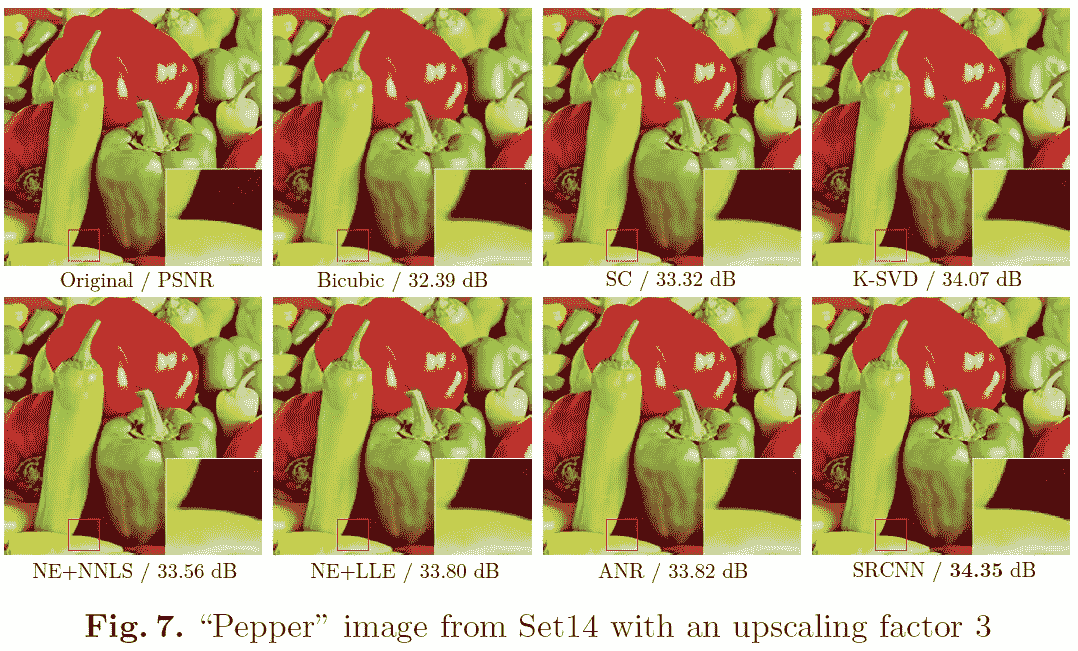 Original / PSNR
Bicubic / 32.39 dB
SC / 33.32 dB
K-SVD / 34.07 dB
NE+NNLS / 33.56 dB
NE+LLE / 33.80 dB
ANR / 33.82 dB
SRCNN / 34.35 dB
Fig. 7. “Pepper” image from Set14 with an upscaling factor 3